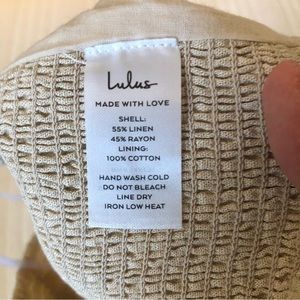 Lulus
MADE WITH LOVE
SHELL:
55% LINEN
45% RAYON
LINING:
100% COTTON
HAND WASH COLD
DO NOT BLEACH
LINE DRY
IRON LOW HEAT